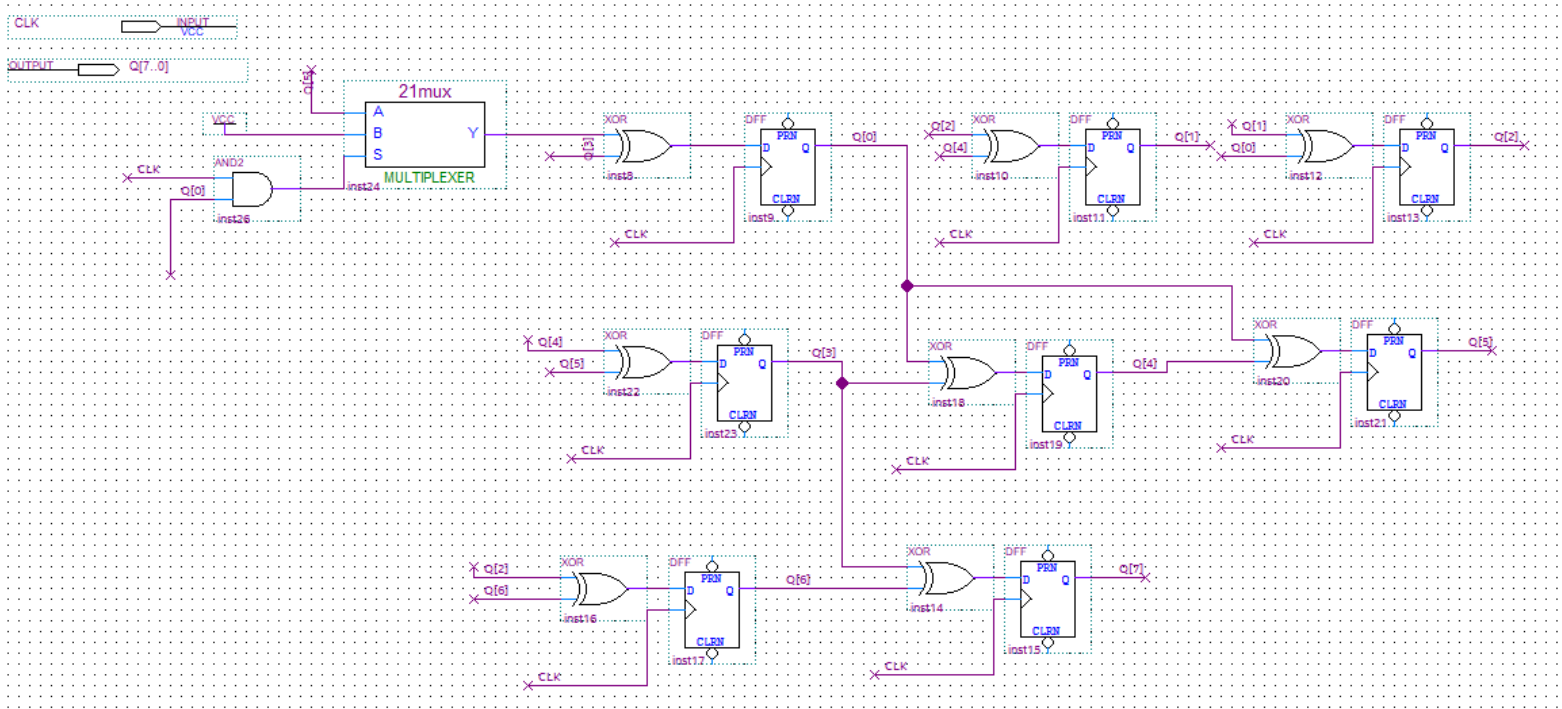 CLK
INPUT
VCC
OUTPUT
Q[7..0]
Q[5]
21mux
A
B
S
Y
MULTIPLEXER
inst24
VCC
AND2
CLK
Q[0]
inst26
XOR
Q[3]
inst8
DFF
PRN
D
Q
CLRN
inst9
CLK
Q[0]
XOR
Q[2]
Q[4]
inst10
DFF
PRN
D
Q
CLRN
inst11
CLK
Q[1]
XOR
Q[1]
Q[0]
inst12
DFF
PRN
D
Q
CLRN
inst13
CLK
Q[2]
XOR
Q[4]
Q[5]
inst22
DFF
PRN
D
Q
CLRN
inst23
CLK
Q[3]
XOR
inst18
DFF
PRN
D
Q
CLRN
inst19
CLK
Q[4]
XOR
inst20
DFF
PRN
D
Q
CLRN
inst21
CLK
Q[5]
XOR
Q[2]
Q[6]
inst16
DFF
PRN
D
Q
CLRN
inst17
CLK
Q[6]
XOR
inst14
DFF
PRN
D
Q
CLRN
inst15
CLK
Q[7]